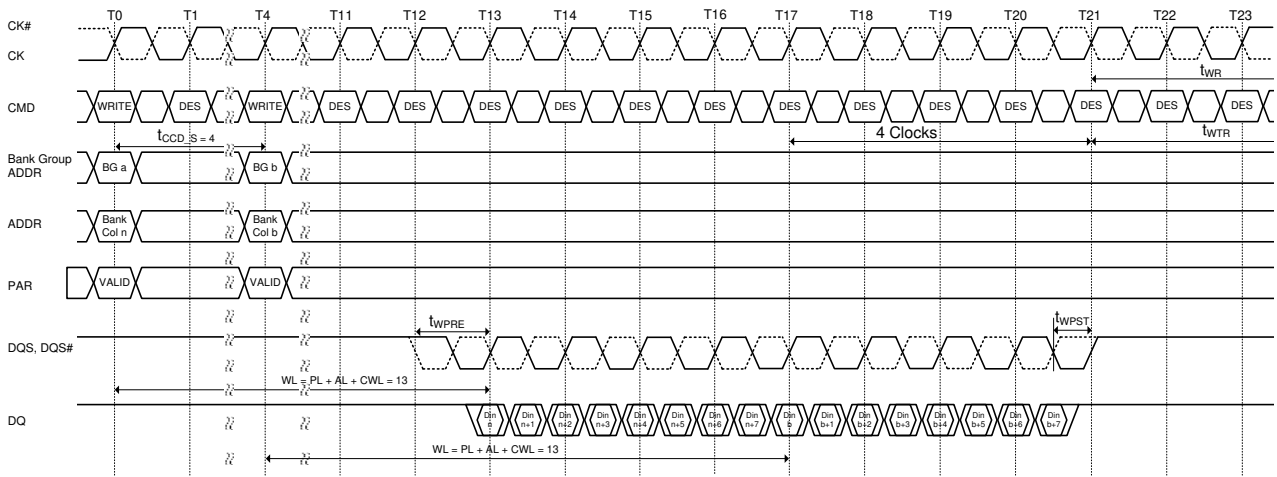 T0 T1 T4 T11 T12 T13 T14 T15 T16 T17 T18 T19 T20 T21 T22 T23
CK#
CK
tWR
CMD WRITE DES WRITE DES DES DES DES DES DES DES DES DES DES DES DES DES
tCCD_S = 4
4 Clocks
tWTR
Bank Group
ADDR
BG a BG b
ADDR
Bank
Col n
Bank
Col b
PAR VALID VALID
tWPRE
tWPST
DQS, DQS#
WL = PL + AL + CWL = 13
DQ
Din
n
Din
n+1
Din
n+2
Din
n+3
Din
n+4
Din
n+5
Din
n+6
Din
n+7
Din
b
Din
b+1
Din
b+2
Din
b+3
Din
b+4
Din
b+5
Din
b+6
Din
b+7
WL = PL + AL + CWL = 13